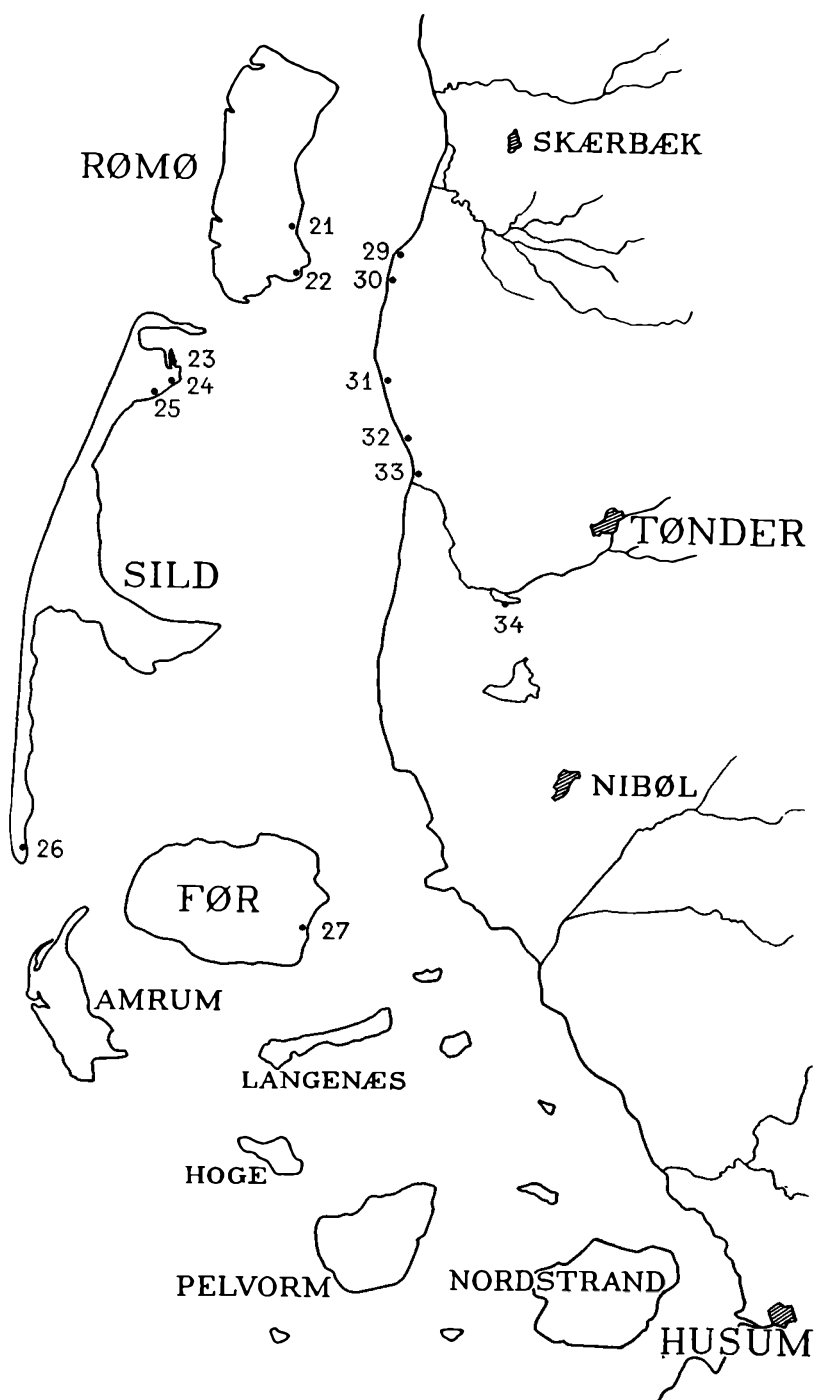 SKÆRBÆK
RØMØ
21
29
22
30
23
24
31
25
32
33
TØNDER
SILD
34
NIBØL
26
FØR
27
AMRUM
LANGENÆS
HOGE
PELVORM
NORDSTRAND
HUSUM